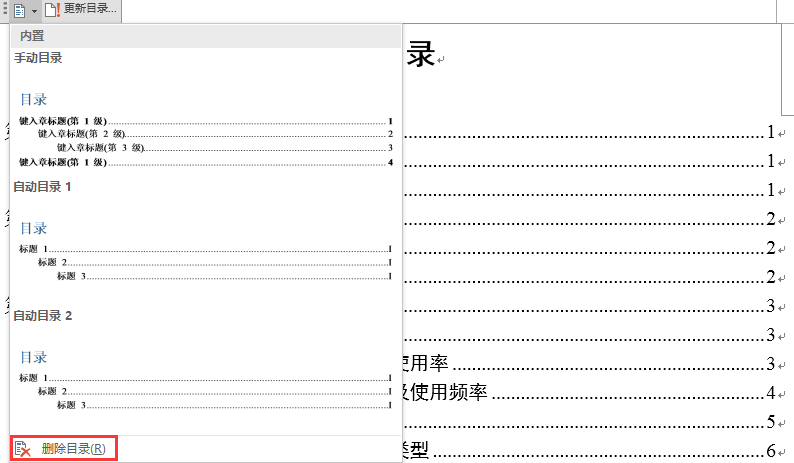 更新目录...
内置
手动目录
目录
键入章标题(第 1 级)........1
键入章标题(第 2 级)........2
键入章标题(第 3 级)........3
键入章标题(第 1 级)........4
自动目录 1
目录
标题 1........1
标题 2........1
标题 3........1
自动目录 2
目录
标题 1........1
标题 2........1
标题 3........1
删除目录(R)
录
........1
........1
........1
........2
........2
........2
........3
........3
使用率........3
及使用频率........4
........5
类型........6